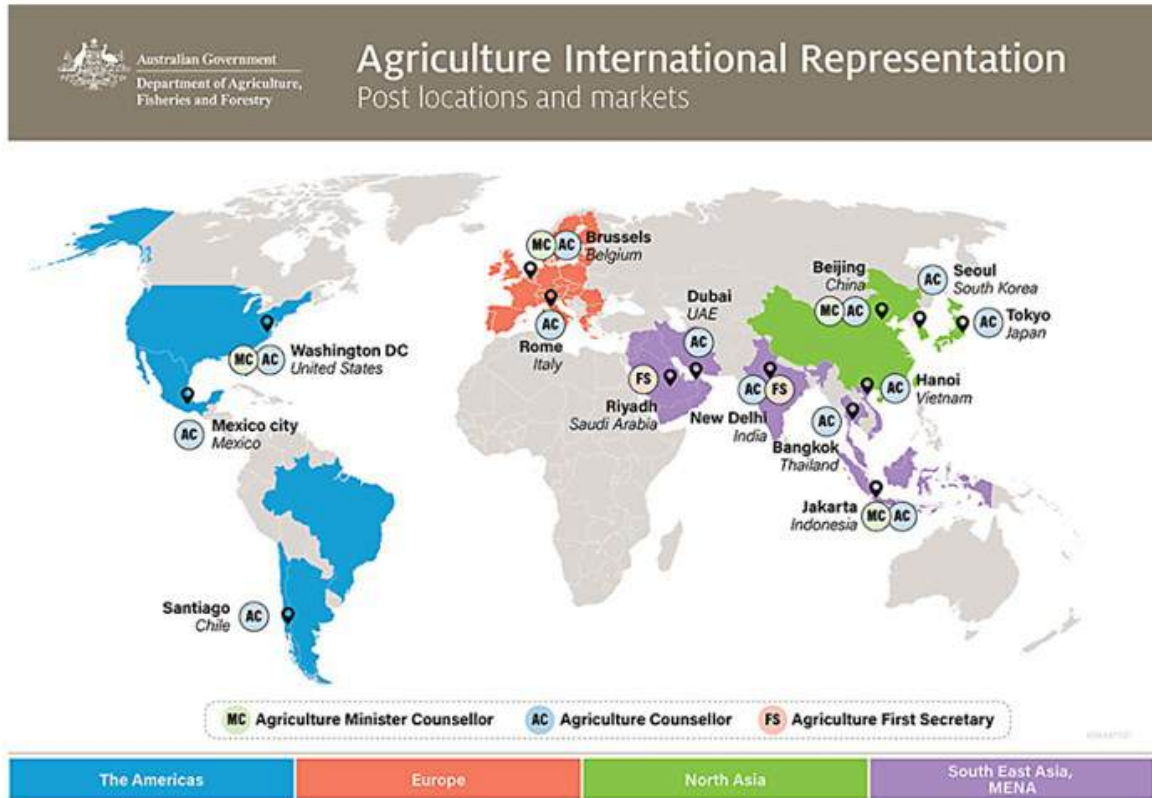 Australian Government
Department of Agriculture,
Fisheries and Forestry
Agriculture International Representation
Post locations and markets
MC AC Brussels
Belgium
AC
Rome
Italy
Dubai
UAE
AC
Beijing
China
MC AC
AC Seoul
South Korea
Tokyo
AC Japan
MC AC Washington DC
United States
FS
Riyadh
Saudi Arabia
AC FS
New Delhi
India
AC Hanoi
Vietnam
AC
Bangkok
Thailand
Mexico city
AC Mexico
Jakarta
Indonesia
MC AC
Santiago
Chile
AC
MC Agriculture Minister Counsellor AC Agriculture Counsellor FS Agriculture First Secretary
The Americas
Europe
North Asia
South East Asia,
MENA